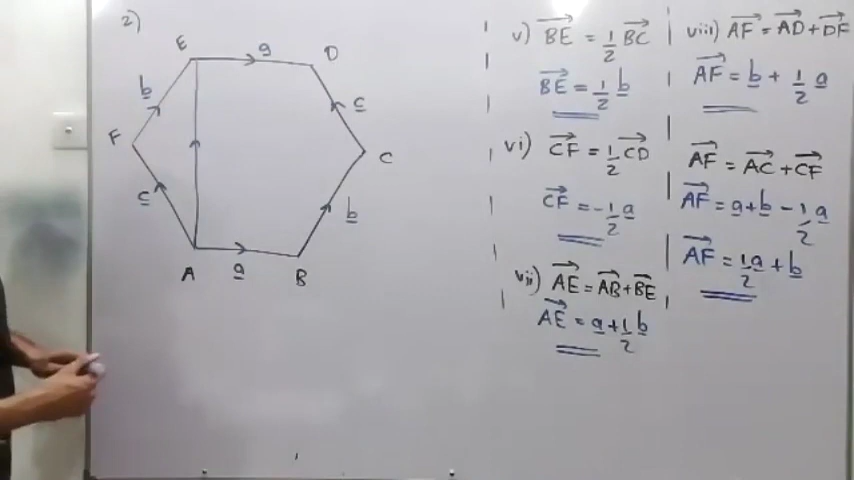 2)
E
a
D
b
c
F
C
c
b
A
a
B
v) BE = 1/2 BC
BE = 1/2 b
vi) CF = 1/2 CD
CF = -1/2 a
vii) AE = AB + BE
AE = a + 1/2 b
viii) AF = AD + DF
AF = b + 1/2 a
AF = AC + CF
AF = a + b - 1/2 a
AF = 1/2 a + b